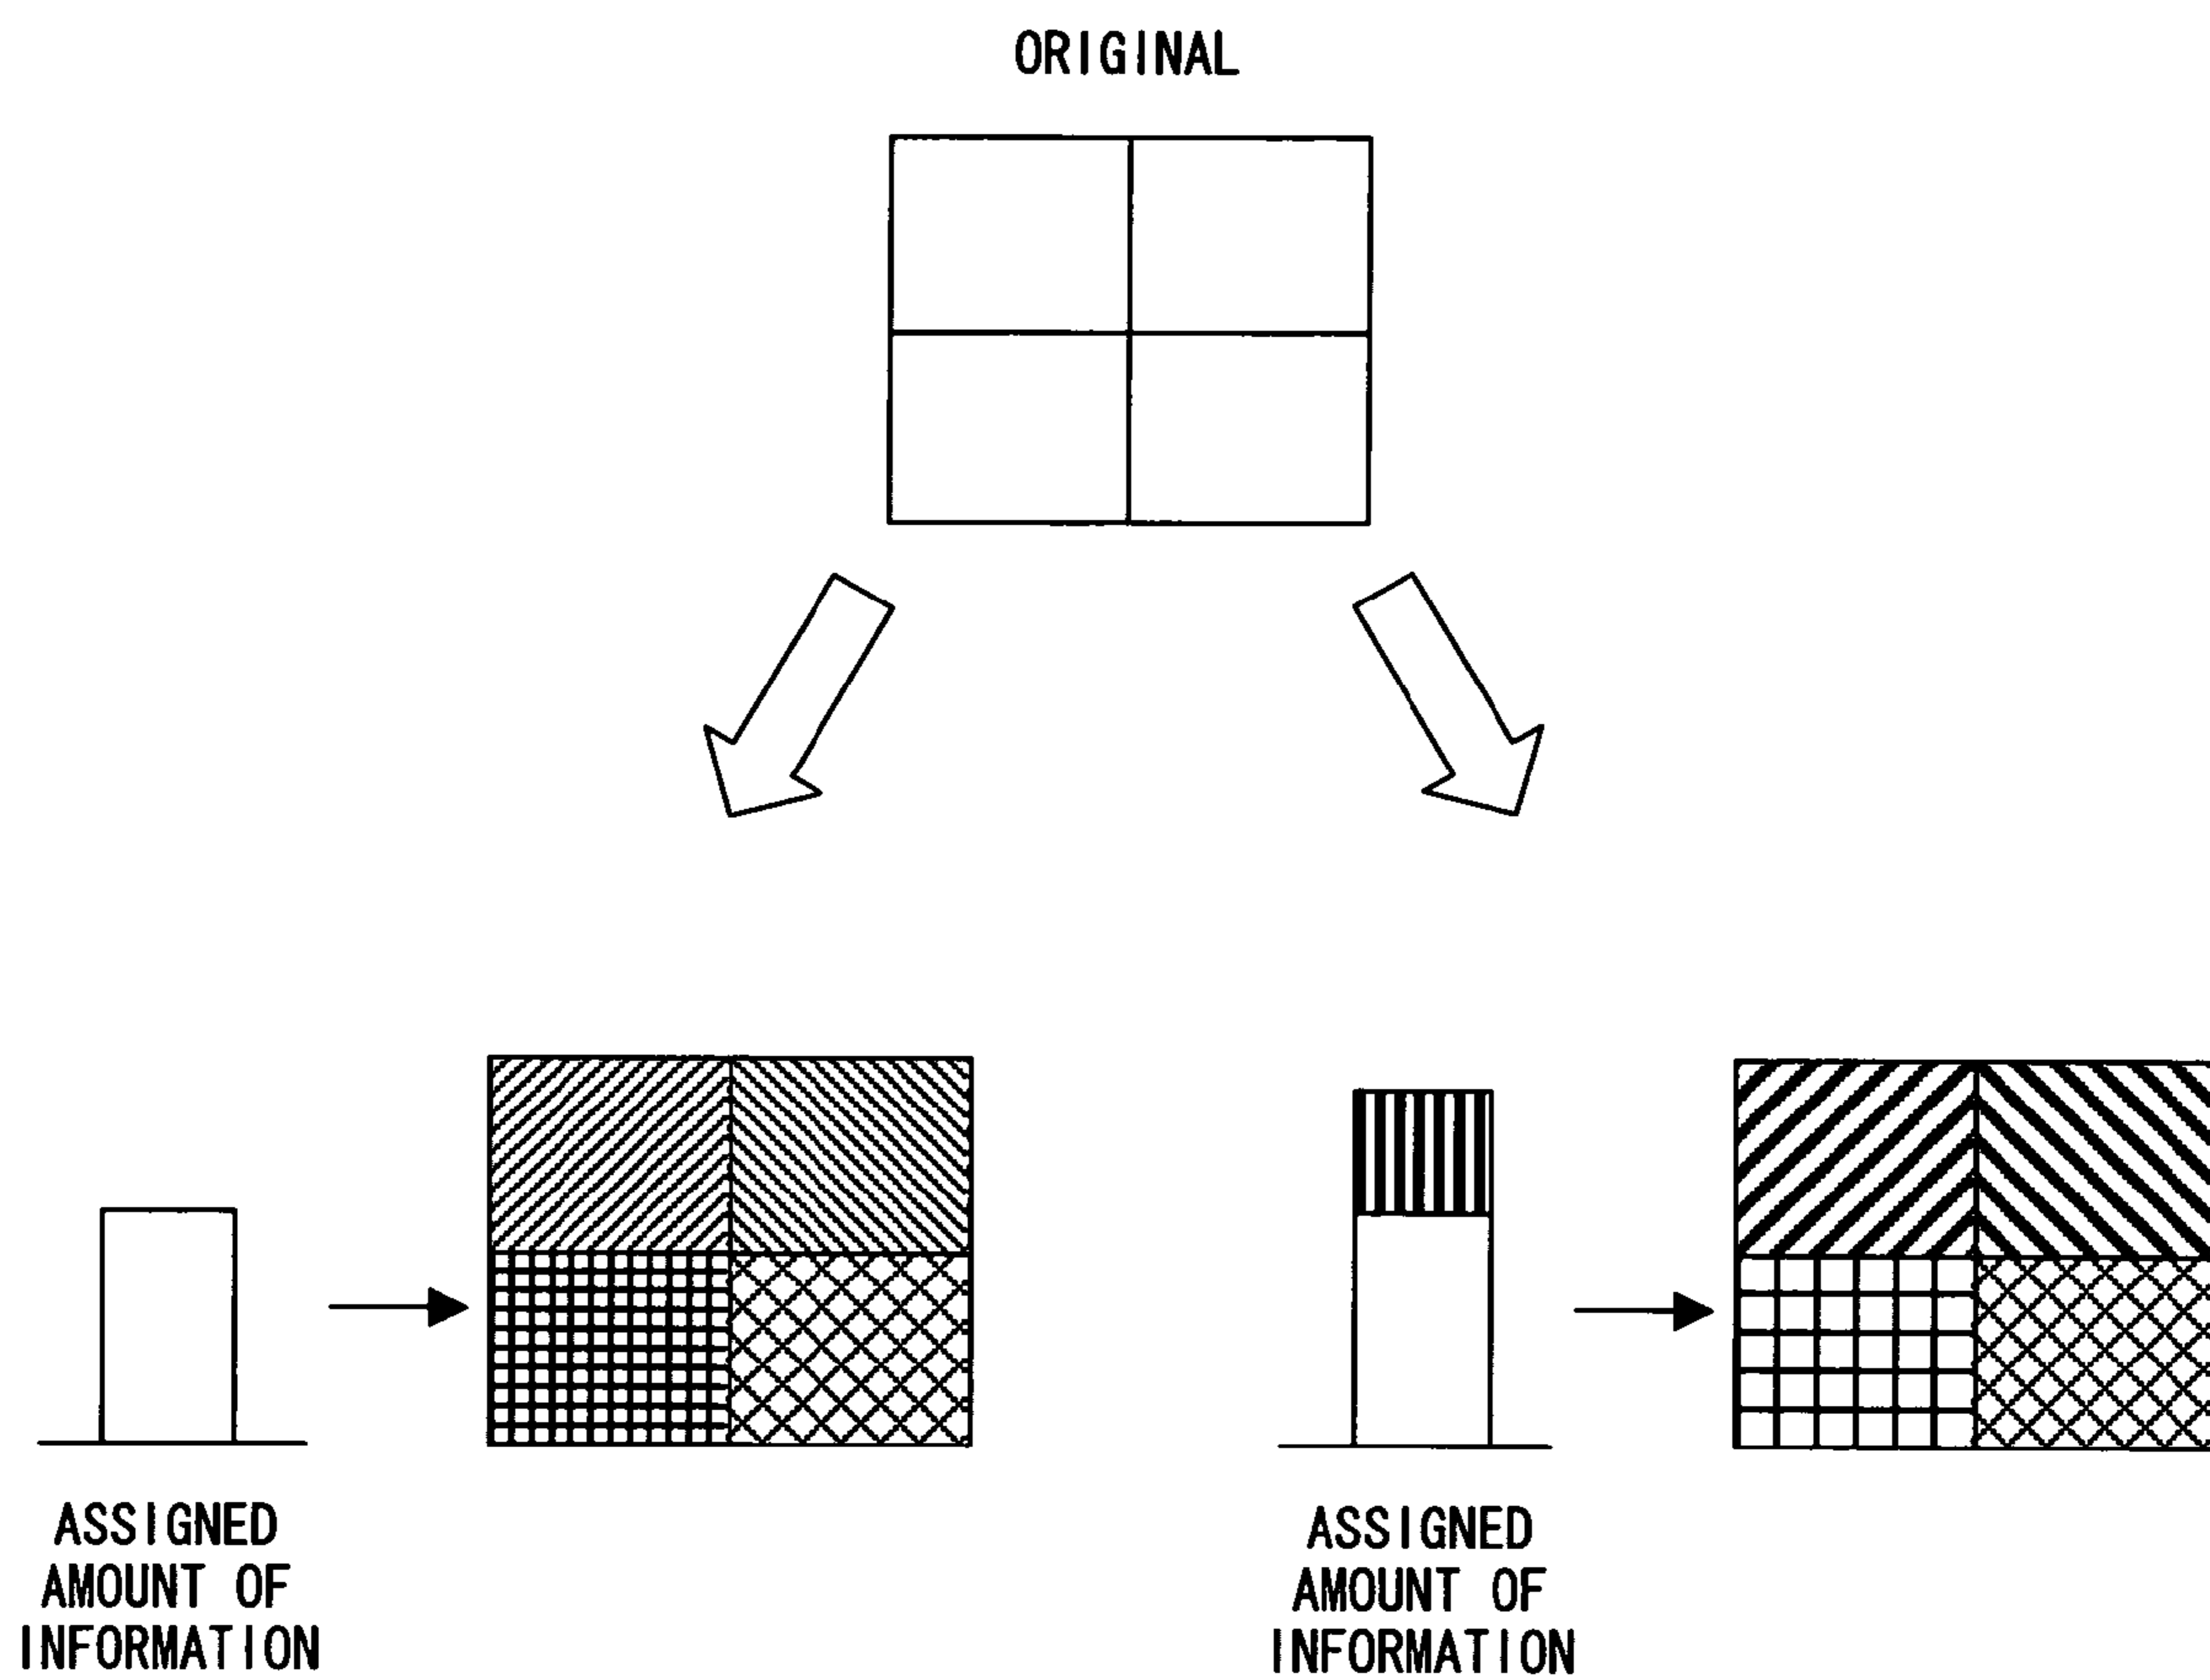 ORIGINAL
ASSIGNED
AMOUNT OF
INFORMATION
ASSIGNED
AMOUNT OF
INFORMATION